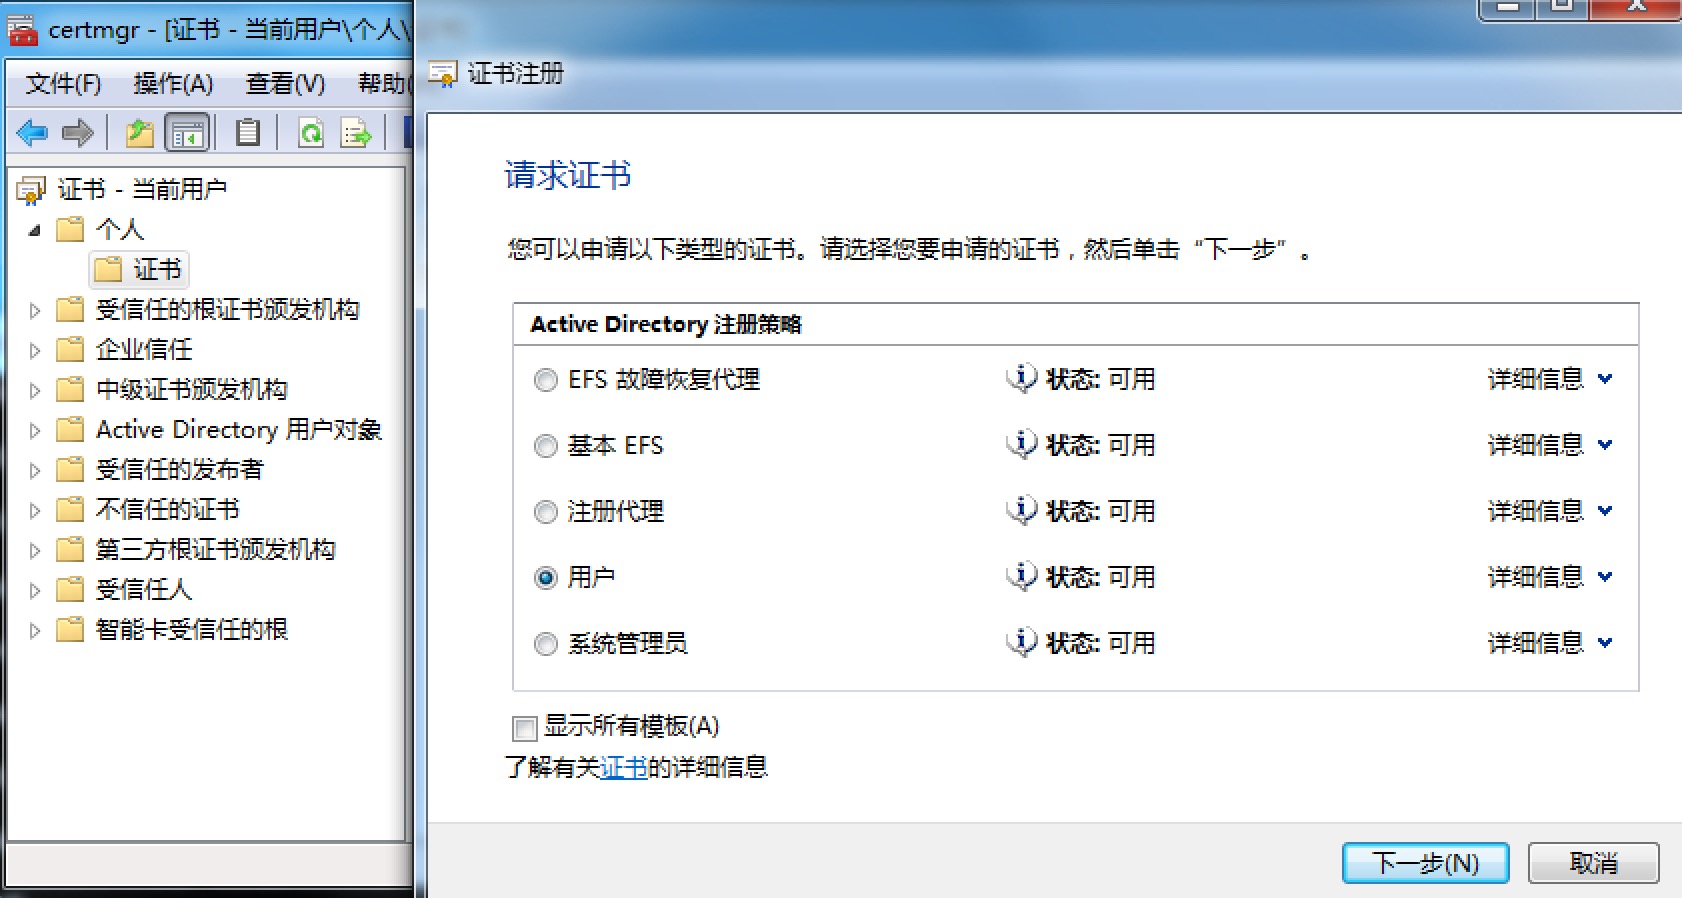 certmgr - [证书 - 当前用户\个人\
文件(F) 操作(A) 查看(V) 帮助(
证书 - 当前用户
个人
证书
受信任的根证书颁发机构
企业信任
中级证书颁发机构
Active Directory 用户对象
受信任的发布者
不信任的证书
第三方根证书颁发机构
受信任人
智能卡受信任的根
证书注册
请求证书
您可以申请以下类型的证书。请选择您要申请的证书，然后单击“下一步”。
Active Directory 注册策略
EFS 故障恢复代理 状态: 可用 详细信息
基本 EFS 状态: 可用 详细信息
注册代理 状态: 可用 详细信息
用户 状态: 可用 详细信息
系统管理员 状态: 可用 详细信息
显示所有模板(A)
了解有关证书的详细信息
下一步(N) 取消